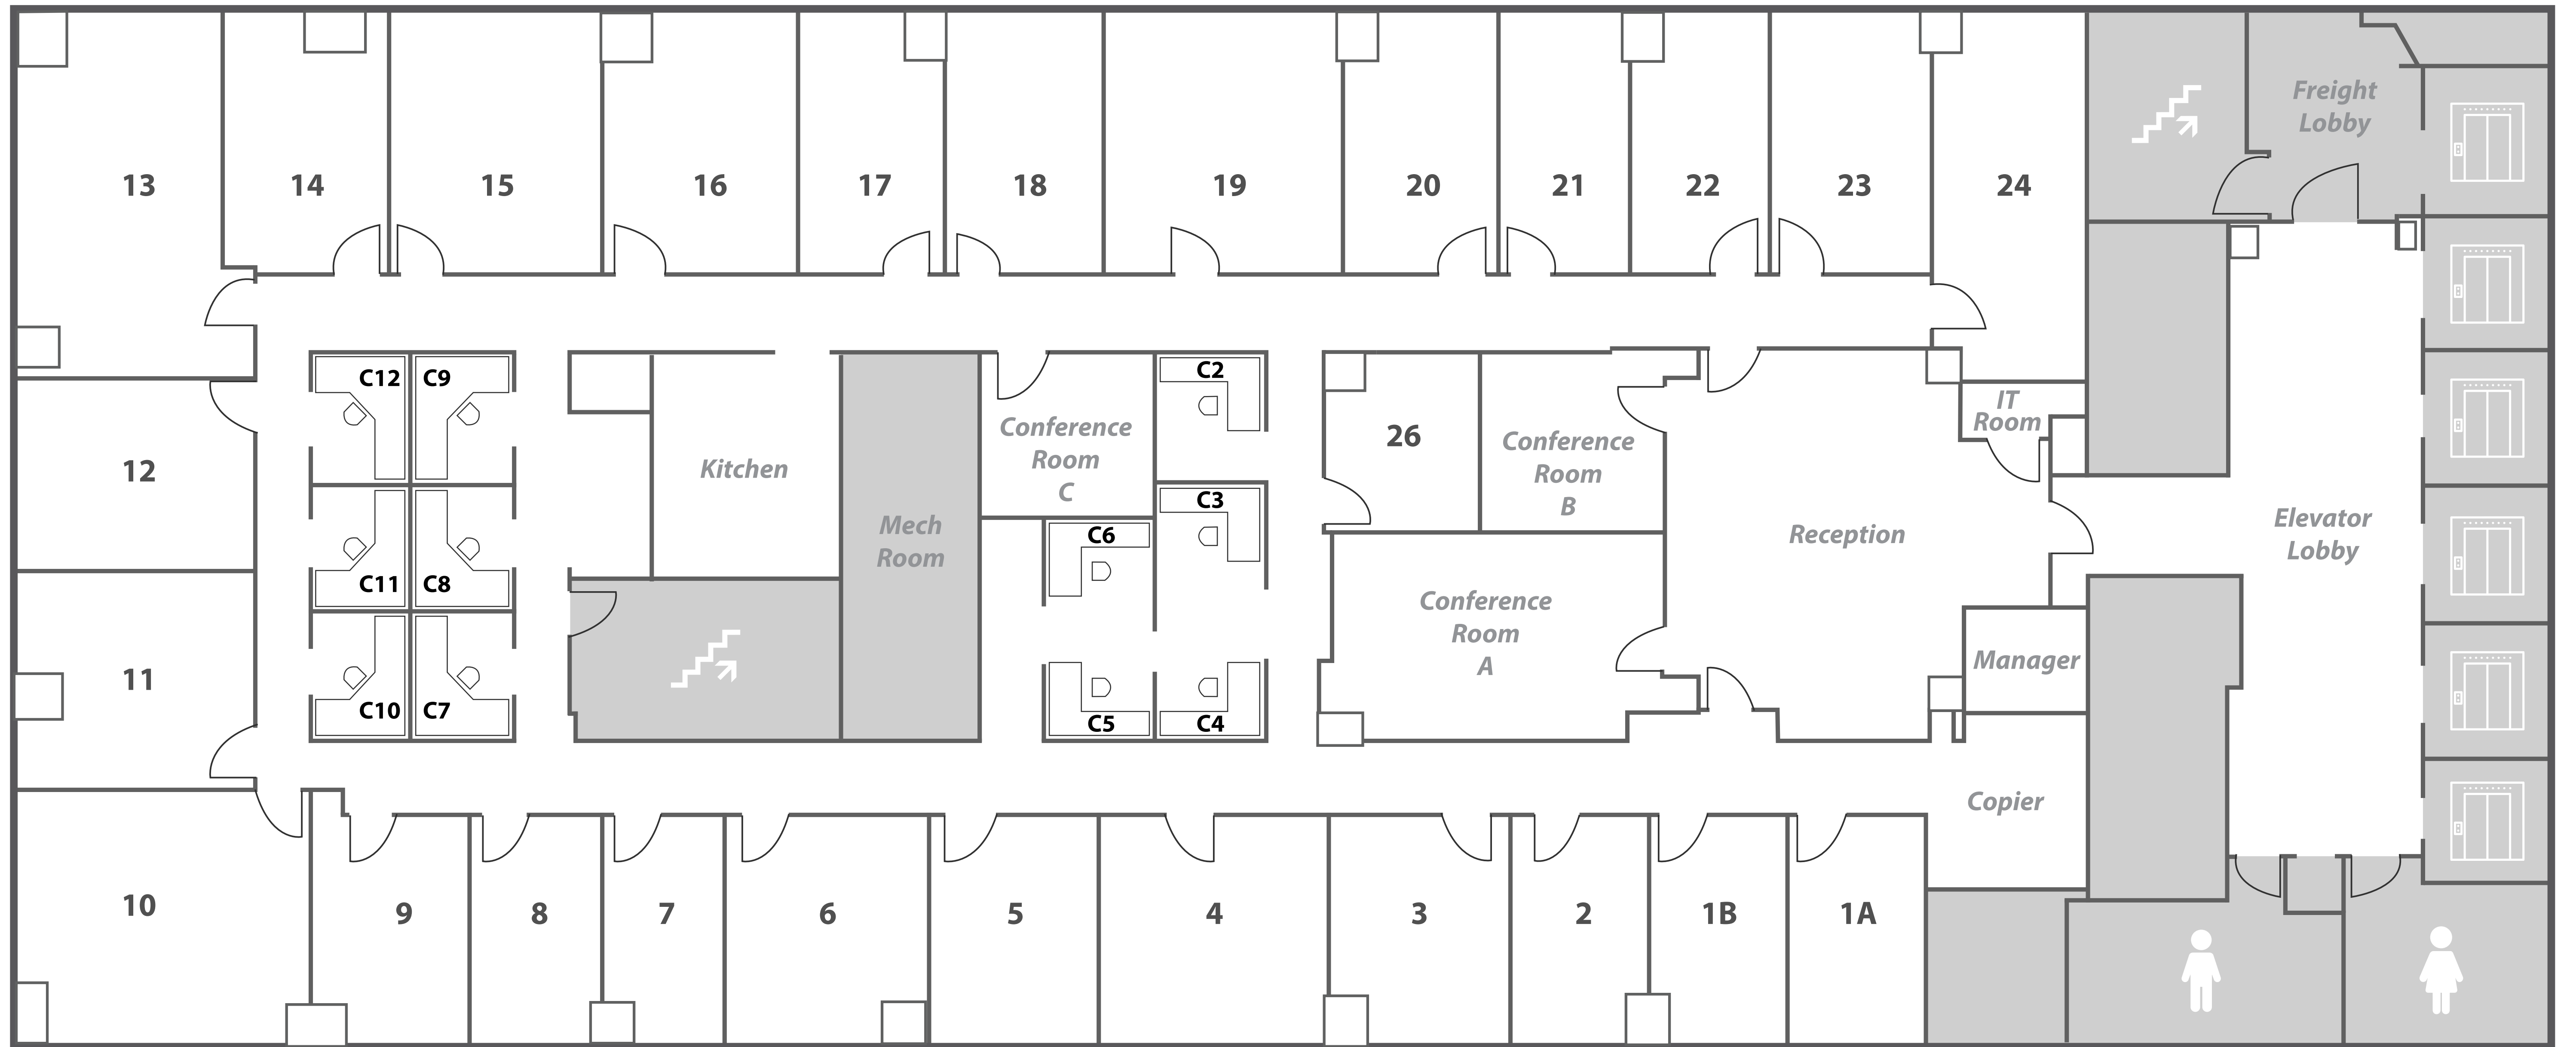 Freight
Lobby
13
14
15
16
17
18
19
20
21
22
23
24
C12
C9
C2
IT
Room
12
Kitchen
Conference
Room
C
C3
26
Conference
Room
B
Mech
Room
C6
Reception
Elevator
Lobby
C11
C8
Conference
Room
A
11
Manager
C10
C7
C5
C4
Copier
10
9
8
7
6
5
4
3
2
1B
1A